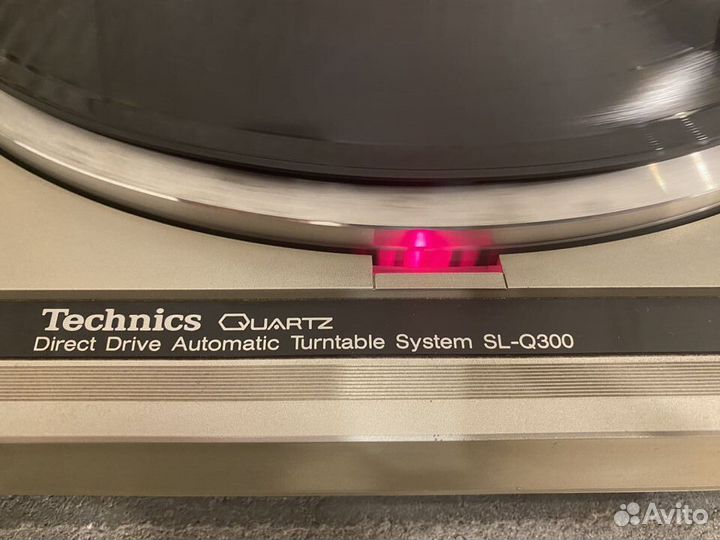 Technics QUARTZ
Direct Drive Automatic Turntable System SL-Q300
Avito